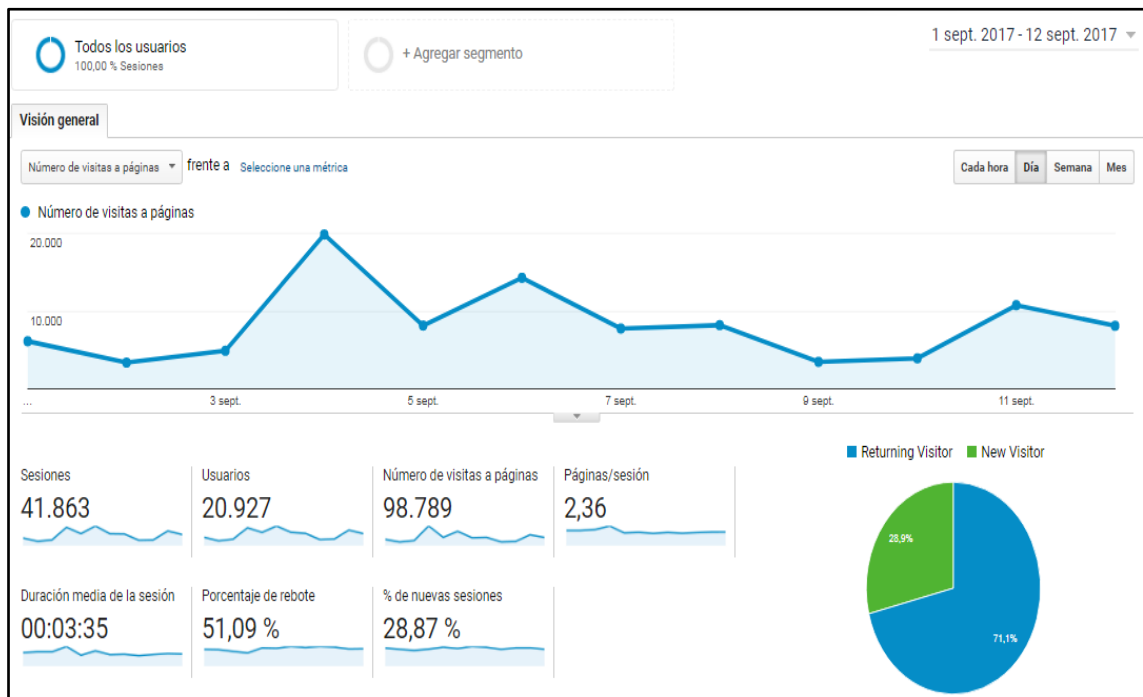 Todos los usuarios
100,00 % Sesiones
+ Agregar segmento
1 sept. 2017 - 12 sept. 2017
Visión general
Número de visitas a páginas frente a Seleccione una métrica
Cada hora Día Semana Mes
Número de visitas a páginas
20.000
10.000
... 3 sept. 5 sept. 7 sept. 9 sept. 11 sept.
Returning Visitor New Visitor
Sesiones Usuarios Número de visitas a páginas Páginas/sesión
41.863 20.927 98.789 2,36
28,9%
Duración media de la sesión Porcentaje de rebote % de nuevas sesiones
00:03:35 51,09 % 28,87 %
71,1%